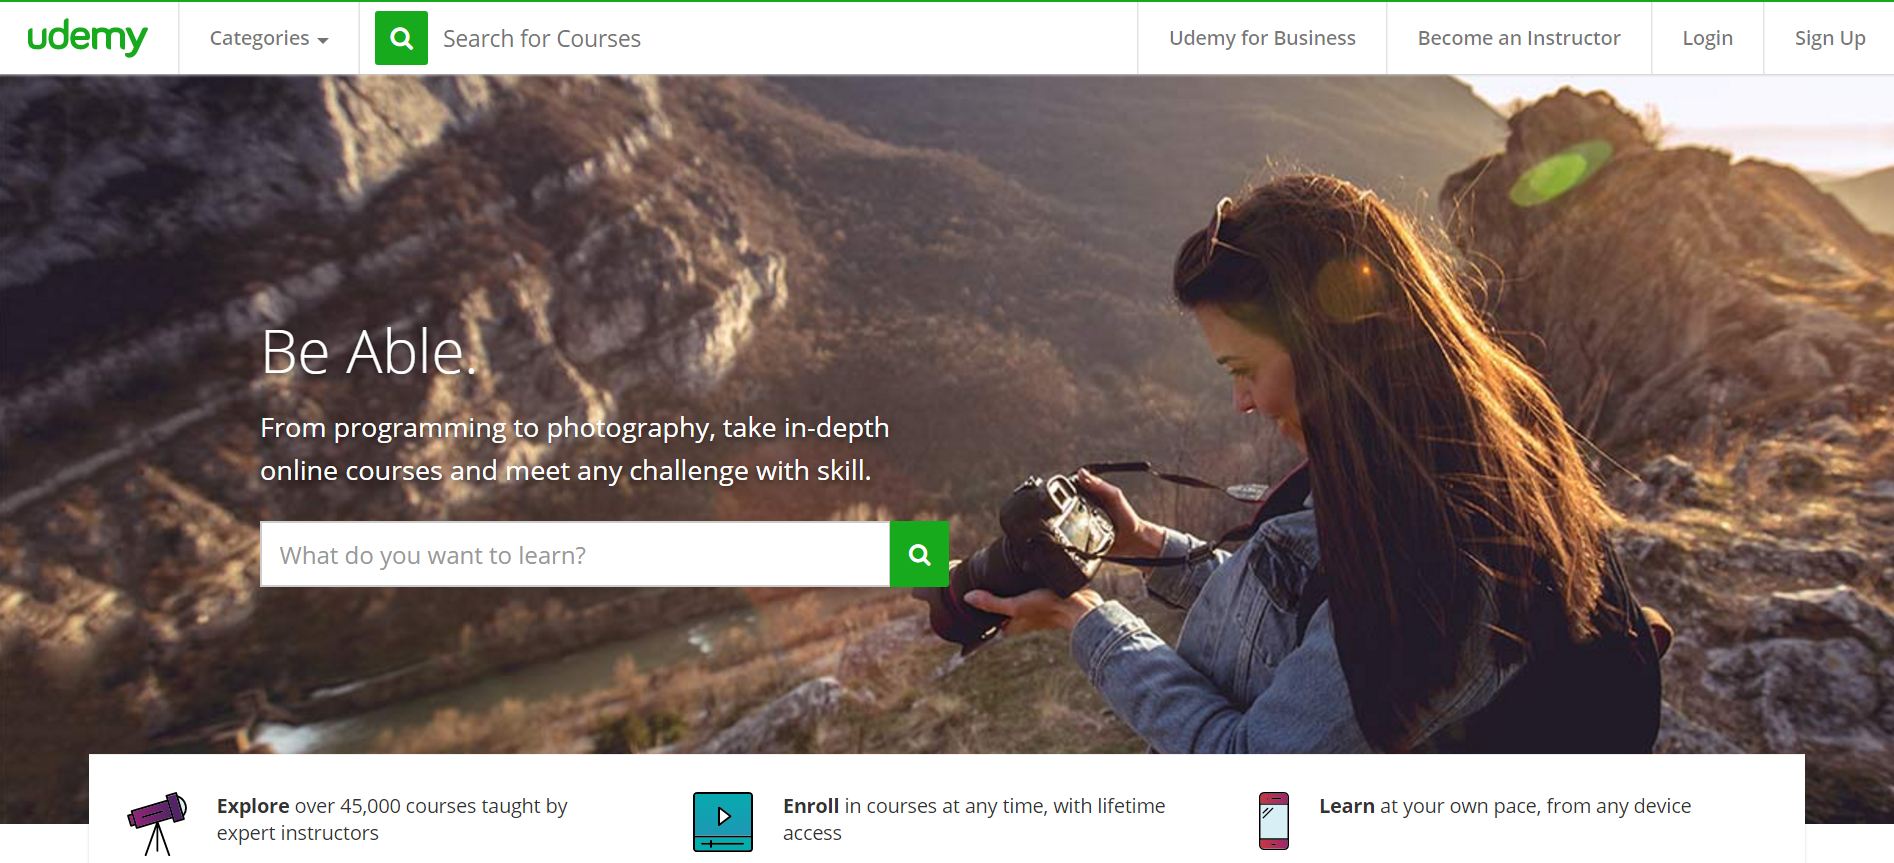 udemy
Categories
Search for Courses
Udemy for Business
Become an Instructor
Login
Sign Up
Be Able.
From programming to photography, take in-depth
online courses and meet any challenge with skill.
What do you want to learn?
Explore over 45,000 courses taught by
expert instructors
Enroll in courses at any time, with lifetime
access
Learn at your own pace, from any device